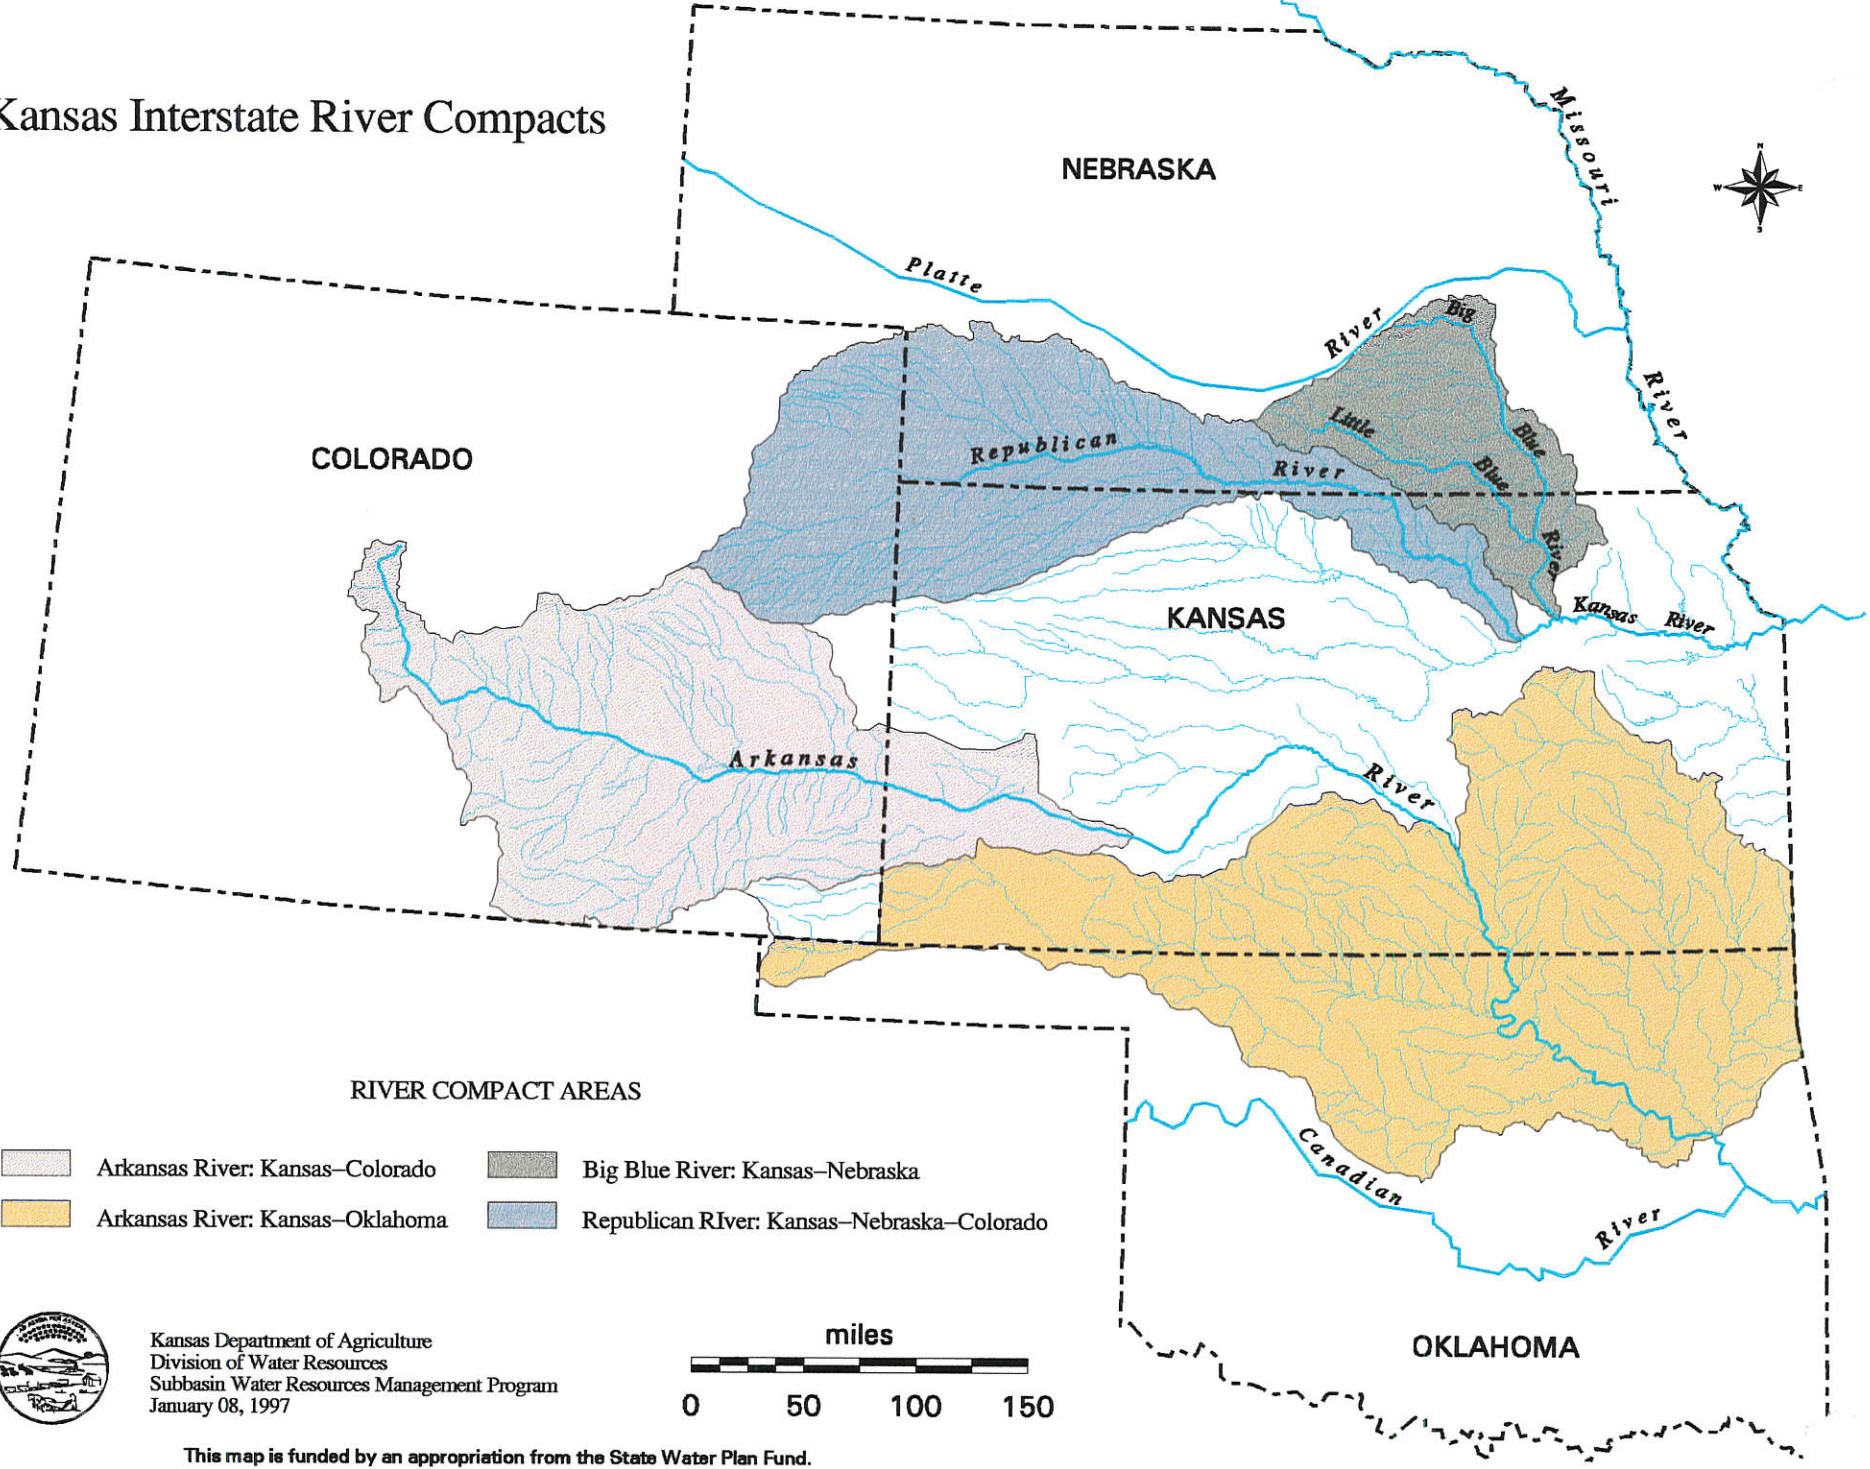 Kansas Interstate River Compacts
NEBRASKA
Missouri
River
N
W
E
S
Platte
River
Big
Blue
River
Little
Blue
COLORADO
Republican
River
KANSAS
Kansas River
Arkansas
River
RIVER COMPACT AREAS
Arkansas River: Kansas–Colorado
Big Blue River: Kansas–Nebraska
Arkansas River: Kansas–Oklahoma
Republican RIver: Kansas–Nebraska–Colorado
Canadian
River
OKLAHOMA
Kansas Department of Agriculture
Division of Water Resources
Subbasin Water Resources Management Program
January 08, 1997
miles
0 50 100 150
This map is funded by an appropriation from the State Water Plan Fund.